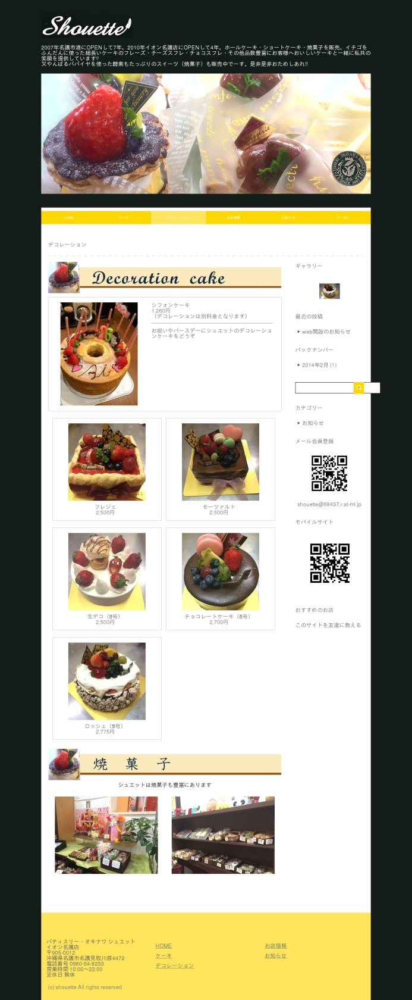 Shouette
2007年名護市港にOPENして7年。2010年イオン名護店にOPENして4年。ホールケーキ・ショートケーキ・焼菓子を販売。イチゴを
ふんだんに使った細長いケーキのフレーズ・チーズスフレ・チョコスフレ・その他品数豊富にお客様へおいしいケーキと一緒に私共の
笑顔を提供しています♡
又やんばるパパイヤを使った酵素もたっぷりのスイーツ（焼菓子）も販売中でーす。是非是非おためしあれ!!
HOME ケーキ デコレーション お店情報 お知らせ クーポン
デコレーション
Decoration cake
シフォンケーキ
1,260円
（デコレーションは別料金となります）
お祝いやバースデーにシュエットのデコレーショ
ンケーキをどうぞ
フレジェ
2,500円
モーツァルト
2,500円
生デコ（5号）
2,500円
チョコレートケーキ（5号）
2,700円
ロッシェ（5号）
2,775円
焼 菓 子
シュエットは焼菓子も豊富にあります
ギャラリー
最近の投稿
web開設のお知らせ
バックナンバー
2014年2月 (1)
カテゴリー
お知らせ
メール会員登録
shouette@68437.r.at-ml.jp
モバイルサイト
おすすめのお店
このサイトを友達に教える
パティスリー・オキナワ シュエット
イオン名護店
〒905-0012
沖縄県名護市名護見取川原4472
電話番号 0980-54-8233
営業時間 10:00～22:00
定休日 無休
HOME
ケーキ
デコレーション
お店情報
お知らせ
(c) shouette All rights reserved